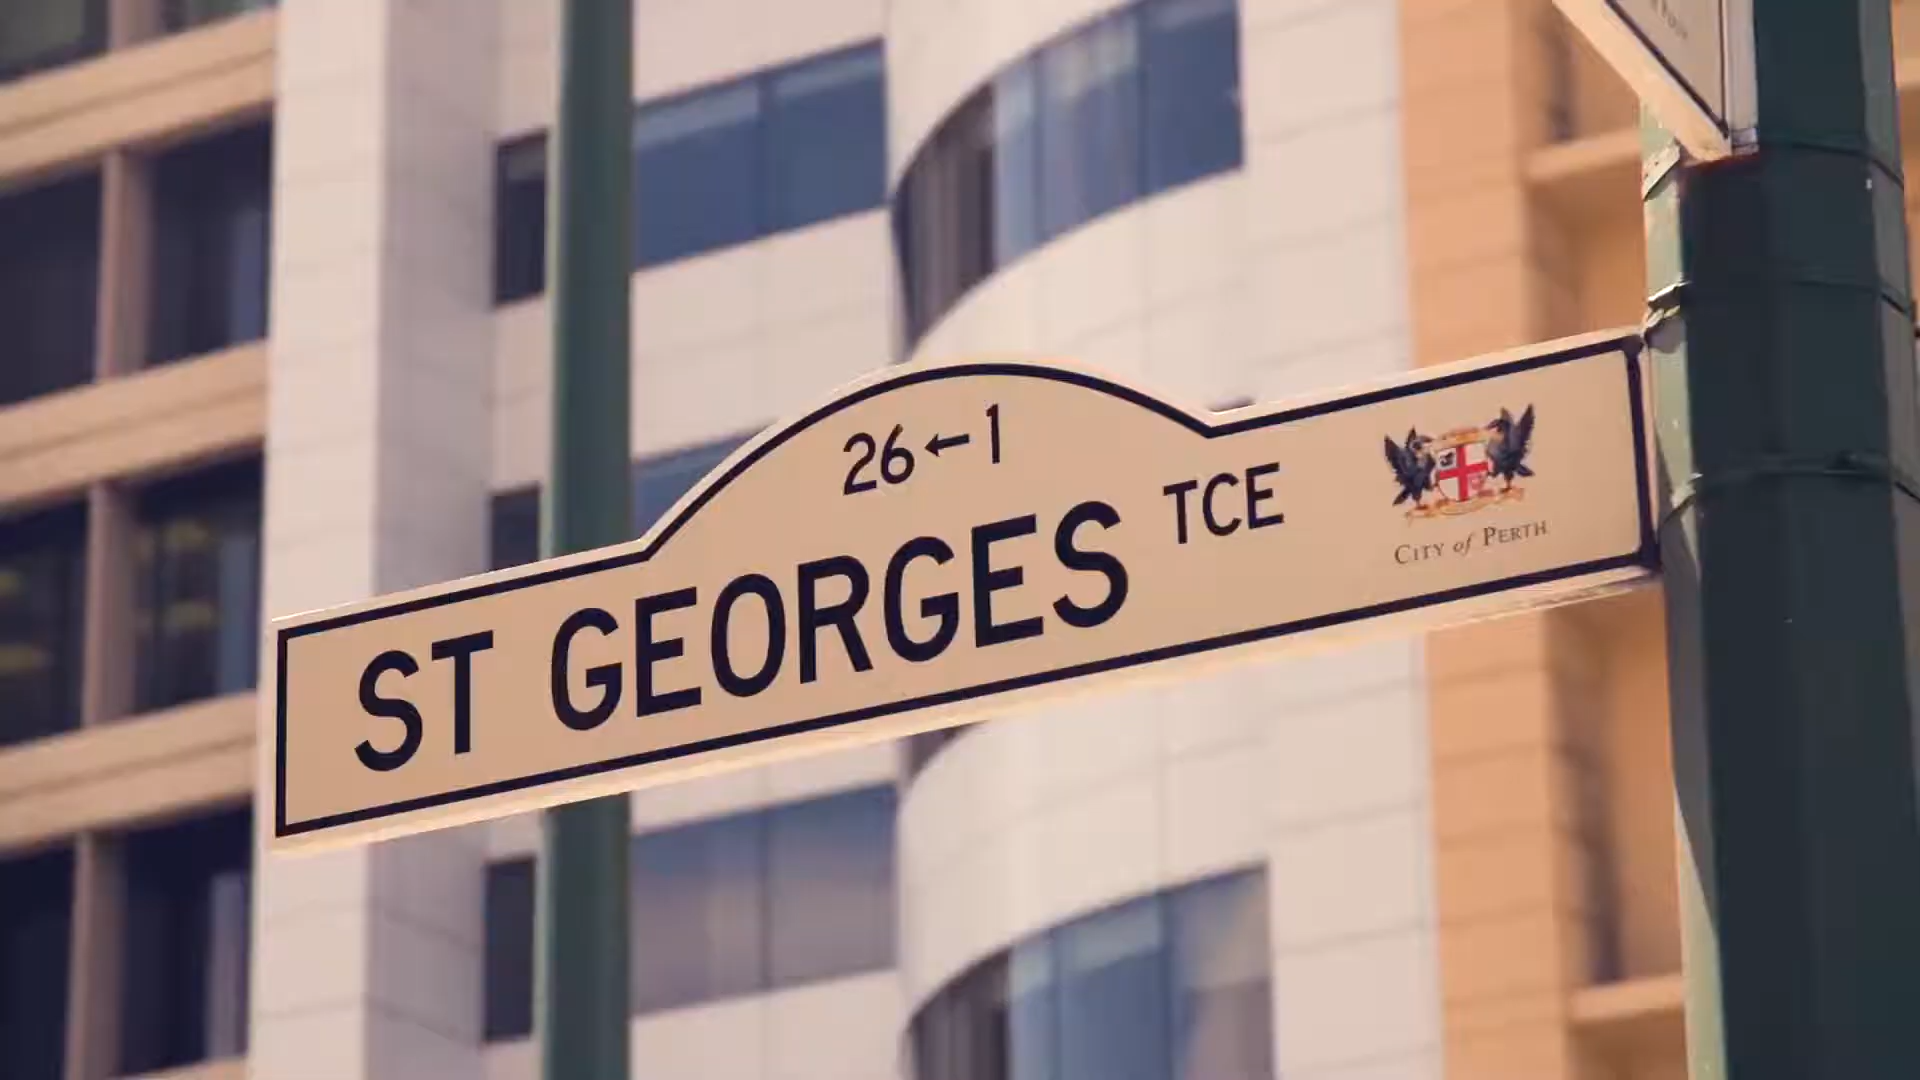 26←1
ST GEORGES TCE
CITY of PERTH